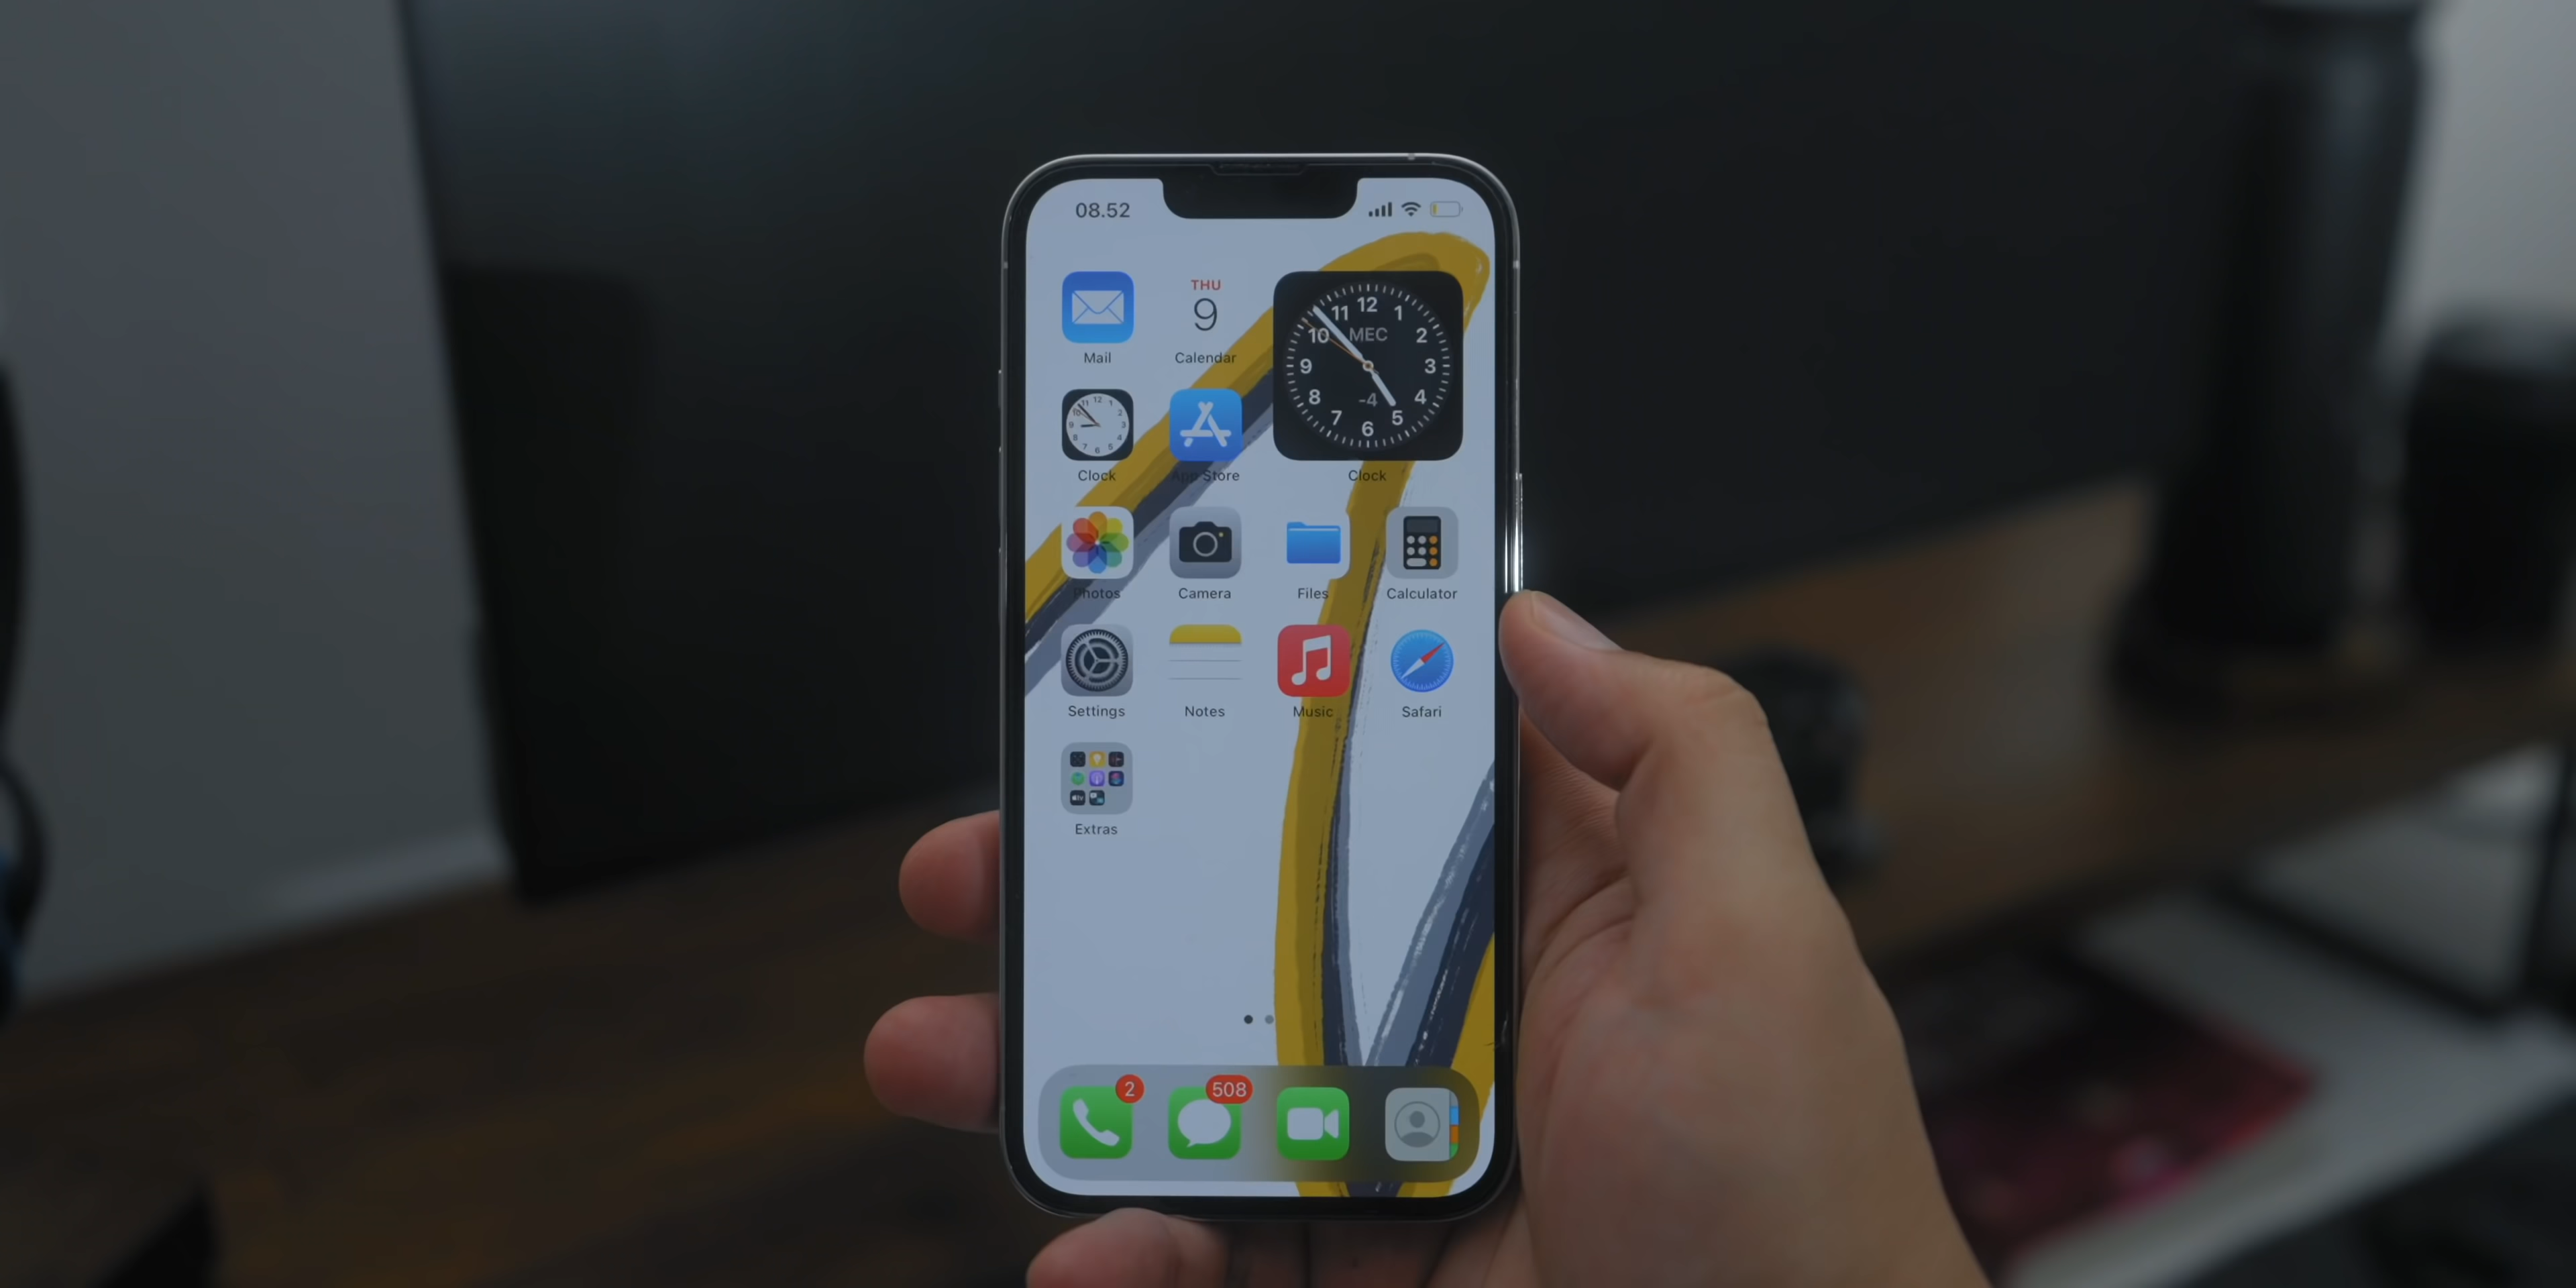 08.52
THU
9
Mail
Calendar
12
11
1
10
MEC
2
9
3
8
-4
4
7
5
6
Clock
App Store
Clock
Photos
Camera
Files
Calculator
Settings
Notes
Music
Safari
Extras
2
508